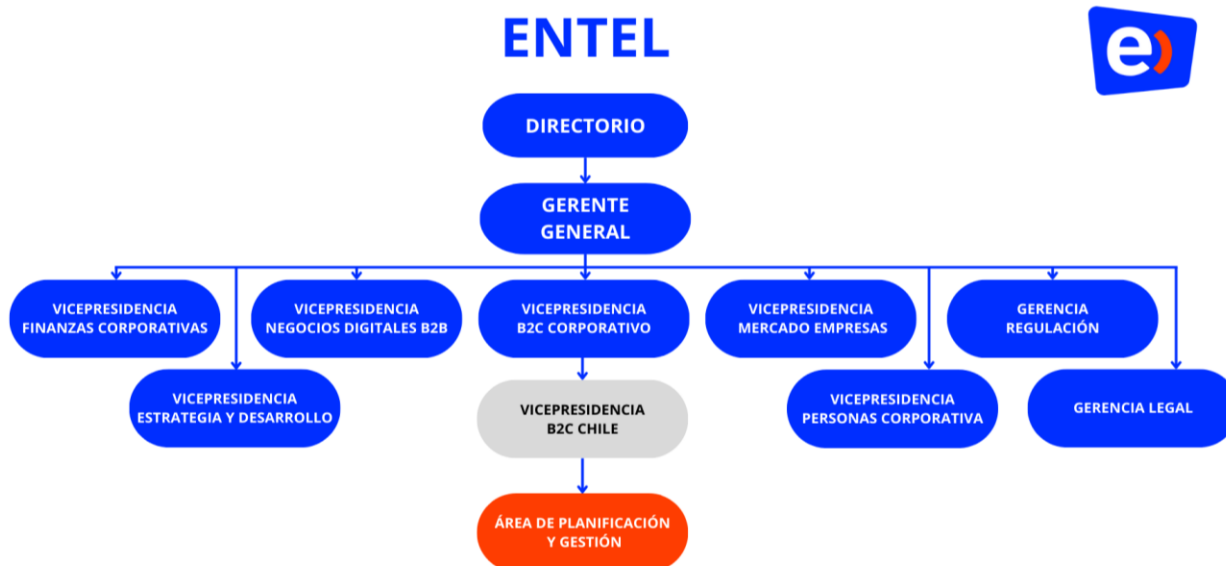 ENTEL
e)
DIRECTORIO
GERENTE
GENERAL
VICEPRESIDENCIA
FINANZAS CORPORATIVAS
VICEPRESIDENCIA
NEGOCIOS DIGITALES B2B
VICEPRESIDENCIA
B2C CORPORATIVO
VICEPRESIDENCIA
MERCADO EMPRESAS
GERENCIA
REGULACIÓN
VICEPRESIDENCIA
ESTRATEGIA Y DESARROLLO
VICEPRESIDENCIA
B2C CHILE
VICEPRESIDENCIA
PERSONAS CORPORATIVA
GERENCIA LEGAL
ÁREA DE PLANIFICACIÓN
Y GESTIÓN